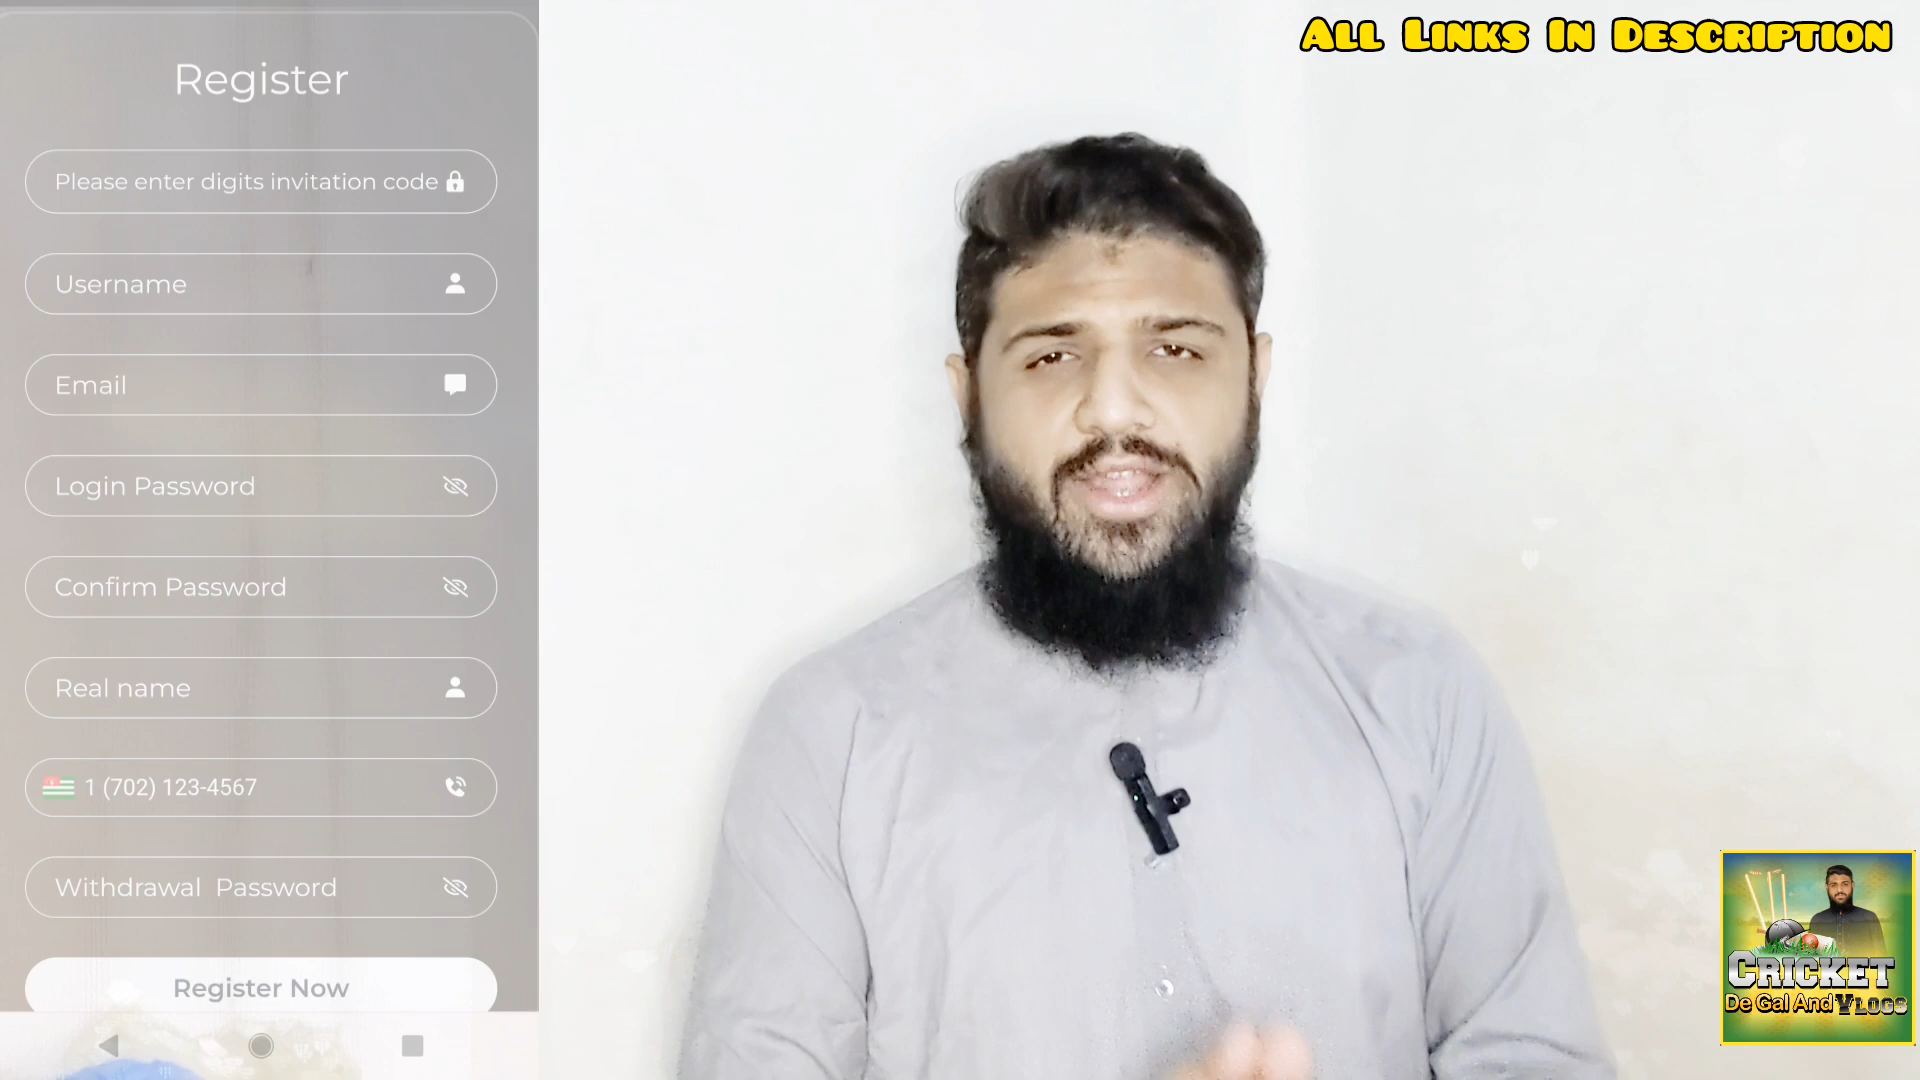 All Links In Description
Register
Please enter digits invitation code
Username
Email
Login Password
Confirm Password
Real name
1 (702) 123-4567
Withdrawal Password
Register Now
Cricket
De Gal And Vlogs